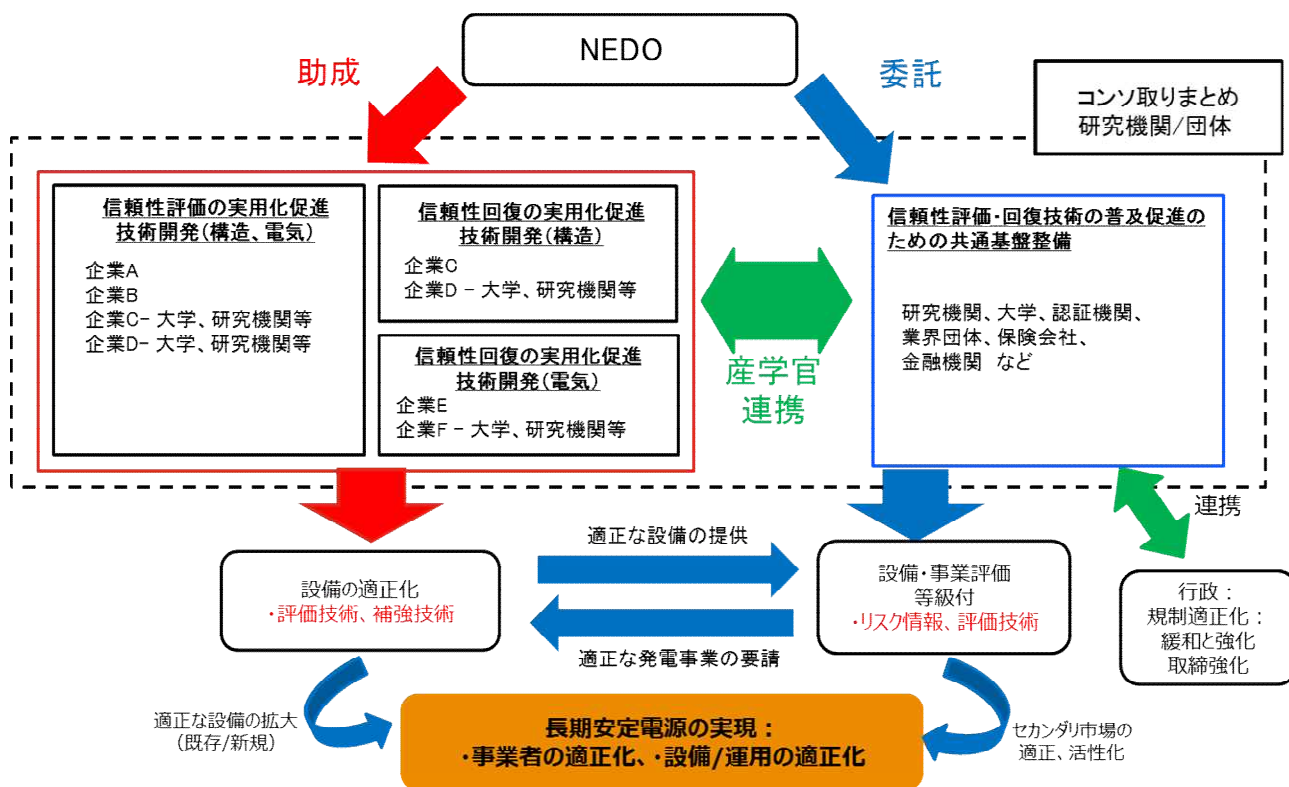 NEDO
助成
委託
コンソ取りまとめ
研究機関/団体
信頼性評価の実用化促進
技術開発(構造、電気)
企業A
企業B
企業C- 大学、研究機関等
企業D- 大学、研究機関等
信頼性回復の実用化促進
技術開発(構造)
企業C
企業D - 大学、研究機関等
信頼性回復の実用化促進
技術開発(電気)
企業E
企業F - 大学、研究機関等
産学官
連携
信頼性評価・回復技術の普及促進の
ための共通基盤整備
研究機関、大学、認証機関、
業界団体、保険会社、
金融機関 など
連携
適正な設備の提供
設備の適正化
・評価技術、補強技術
設備・事業評価
等級付
・リスク情報、評価技術
適正な発電事業の要請
行政：
規制適正化：
緩和と強化
取締強化
適正な設備の拡大
（既存/新規）
長期安定電源の実現：
・事業者の適正化、・設備/運用の適正化
セカンダリ市場の
適正、活性化